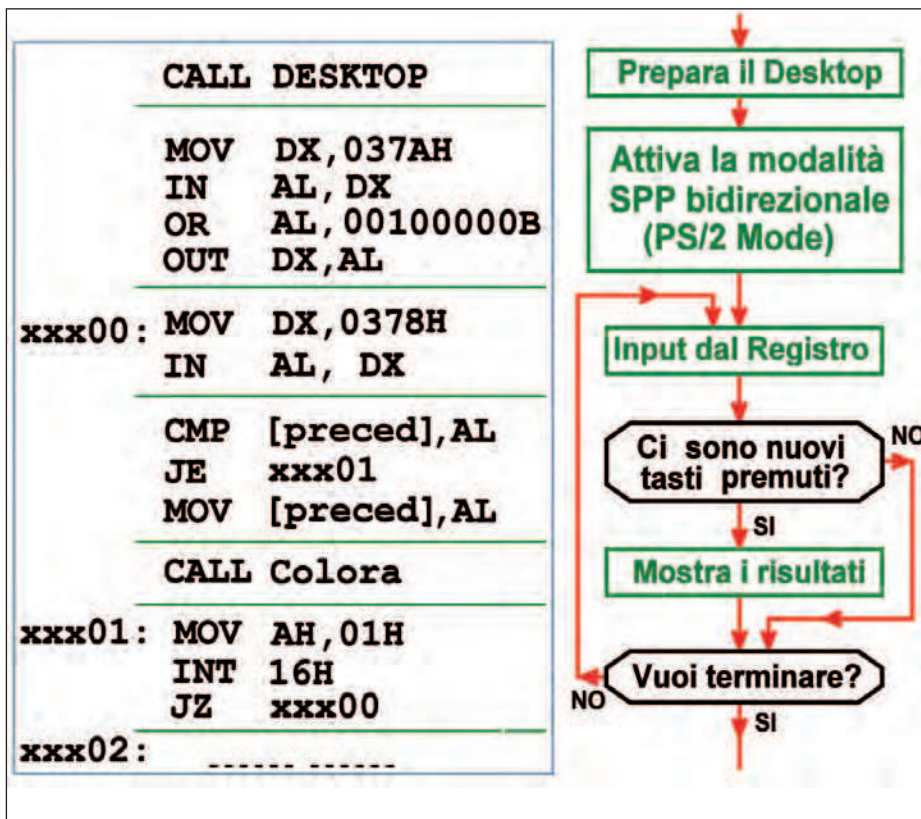 CALL DESKTOP
MOV DX,037AH
IN AL,DX
OR AL,00100000B
OUT DX,AL
xxx00: MOV DX,0378H
IN AL, DX
CMP [preced],AL
JE xxx01
MOV [preced],AL
CALL Colora
xxx01: MOV AH,01H
INT 16H
JZ xxx00
xxx02: ...... ......
Prepara il Desktop
Attiva la modalità
SPP bidirezionale
(PS/2 Mode)
Input dal Registro
Ci sono nuovi
tasti premuti?
NO
SI
Mostra i risultati
Vuoi terminare?
NO
SI